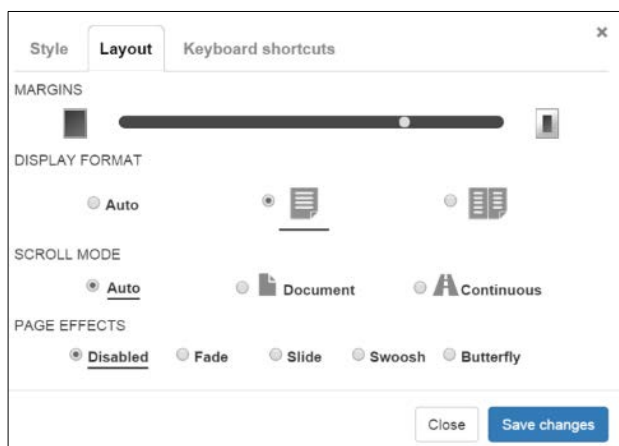 ×
Style Layout Keyboard shortcuts
MARGINS
DISPLAY FORMAT
Auto
SCROLL MODE
Auto Document Continuous
PAGE EFFECTS
Disabled Fade Slide Swoosh Butterfly
Close Save changes